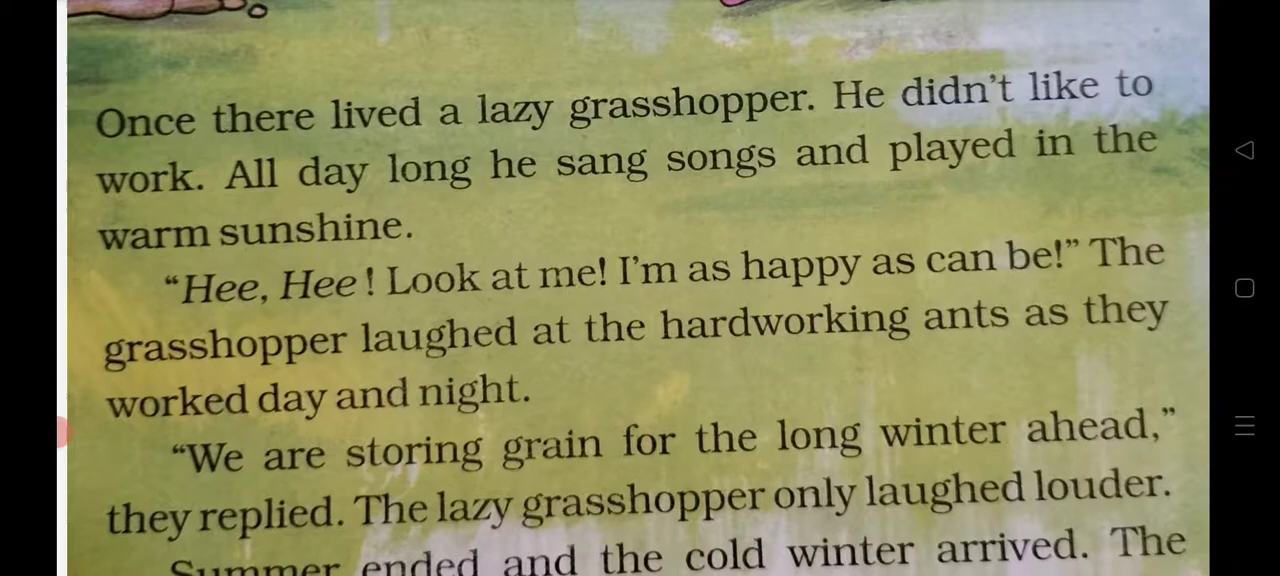 Once there lived a lazy grasshopper. He didn't like to
work. All day long he sang songs and played in the
warm sunshine.
“Hee, Hee! Look at me! I'm as happy as can be!” The
grasshopper laughed at the hardworking ants as they
worked day and night.
“We are storing grain for the long winter ahead,”
they replied. The lazy grasshopper only laughed louder.
Summer ended and the cold winter arrived. The